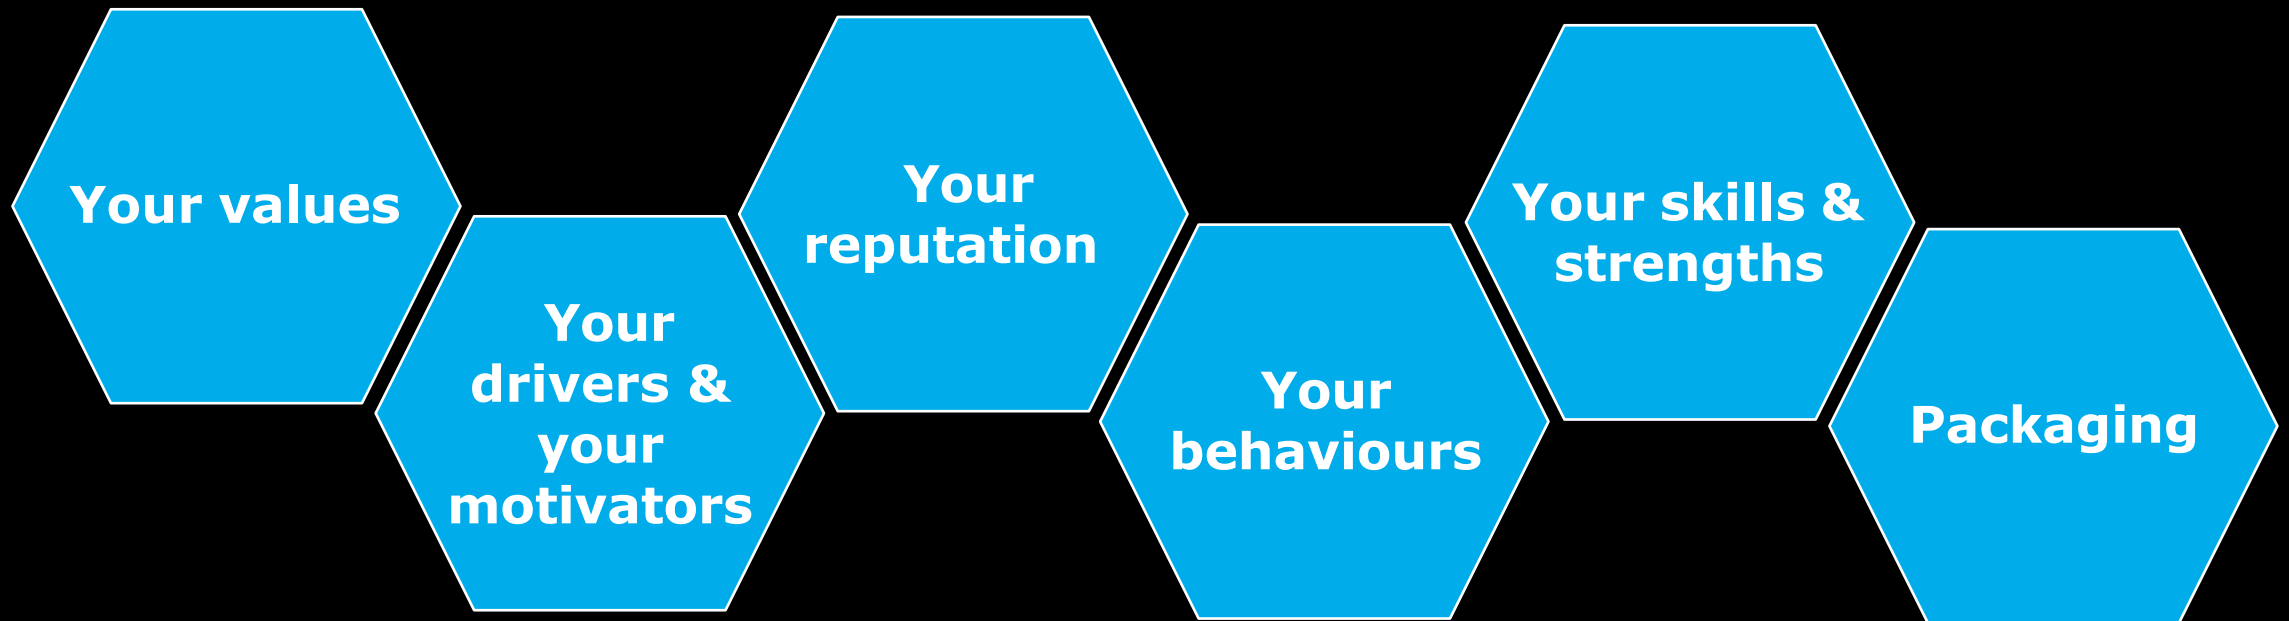 Your values
Your
drivers &
your
motivators
Your
reputation
Your
behaviours
Your skills &
strengths
Packaging